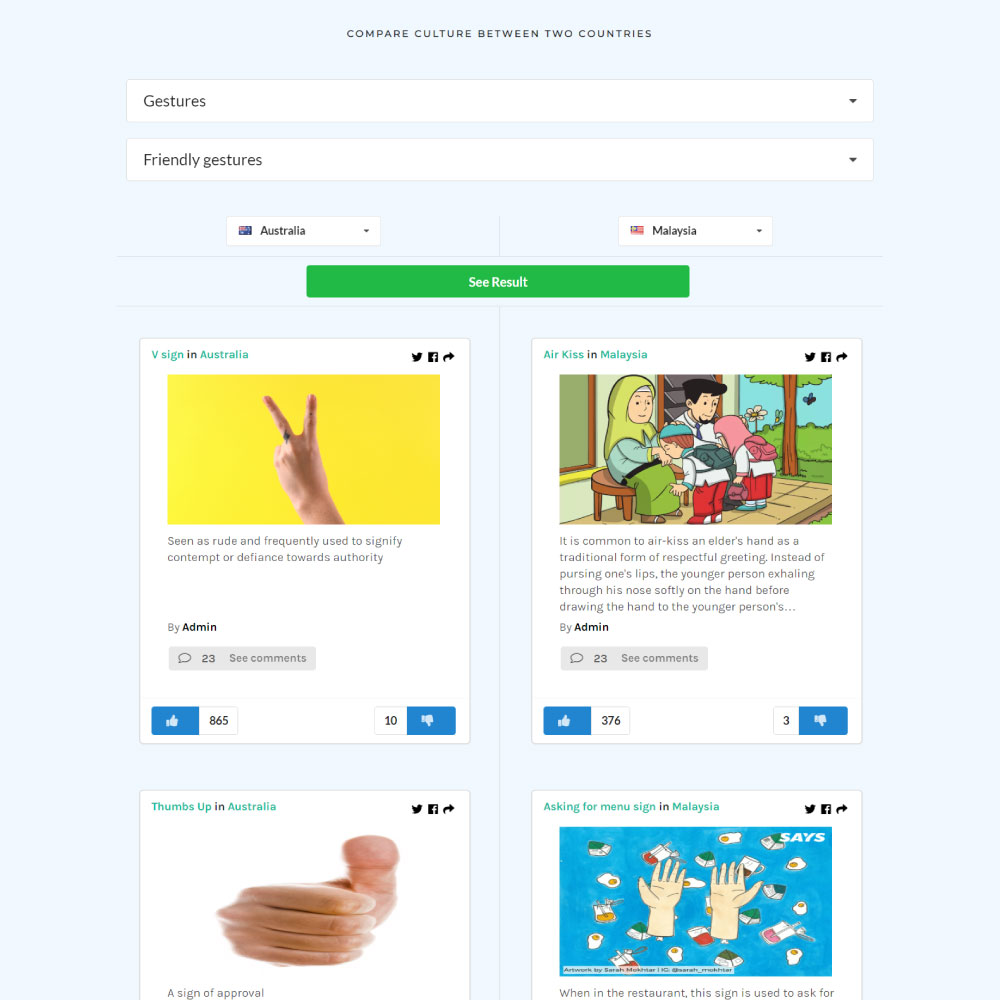 COMPARE CULTURE BETWEEN TWO COUNTRIES
Gestures
Friendly gestures
Australia
Malaysia
See Result
V sign in Australia
Seen as rude and frequently used to signify
contempt or defiance towards authority
By Admin
23 See comments
865 10
Air Kiss in Malaysia
It is common to air-kiss an elder's hand as a
traditional form of respectful greeting. Instead of
pursing one's lips, the younger person exhaling
through his nose softly on the hand before
drawing the hand to the younger person's...
By Admin
23 See comments
376 3
Thumbs Up in Australia
A sign of approval
Asking for menu sign in Malaysia
SAYS
Artwork by Sarah Mokhtar | IG: @sarah_mokhtar
When in the restaurant, this sign is used to ask for